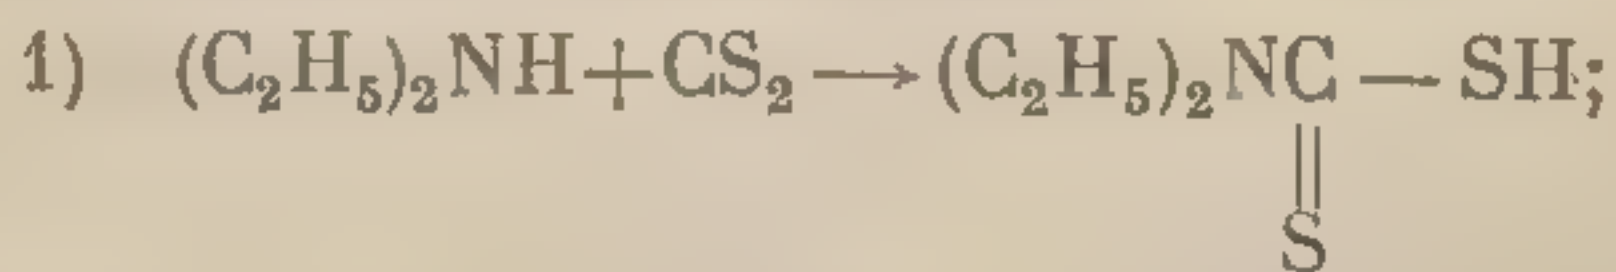 1) (C₂H₅)₂NH+CS₂⟶(C₂H₅)₂NC — SH;
‖
S